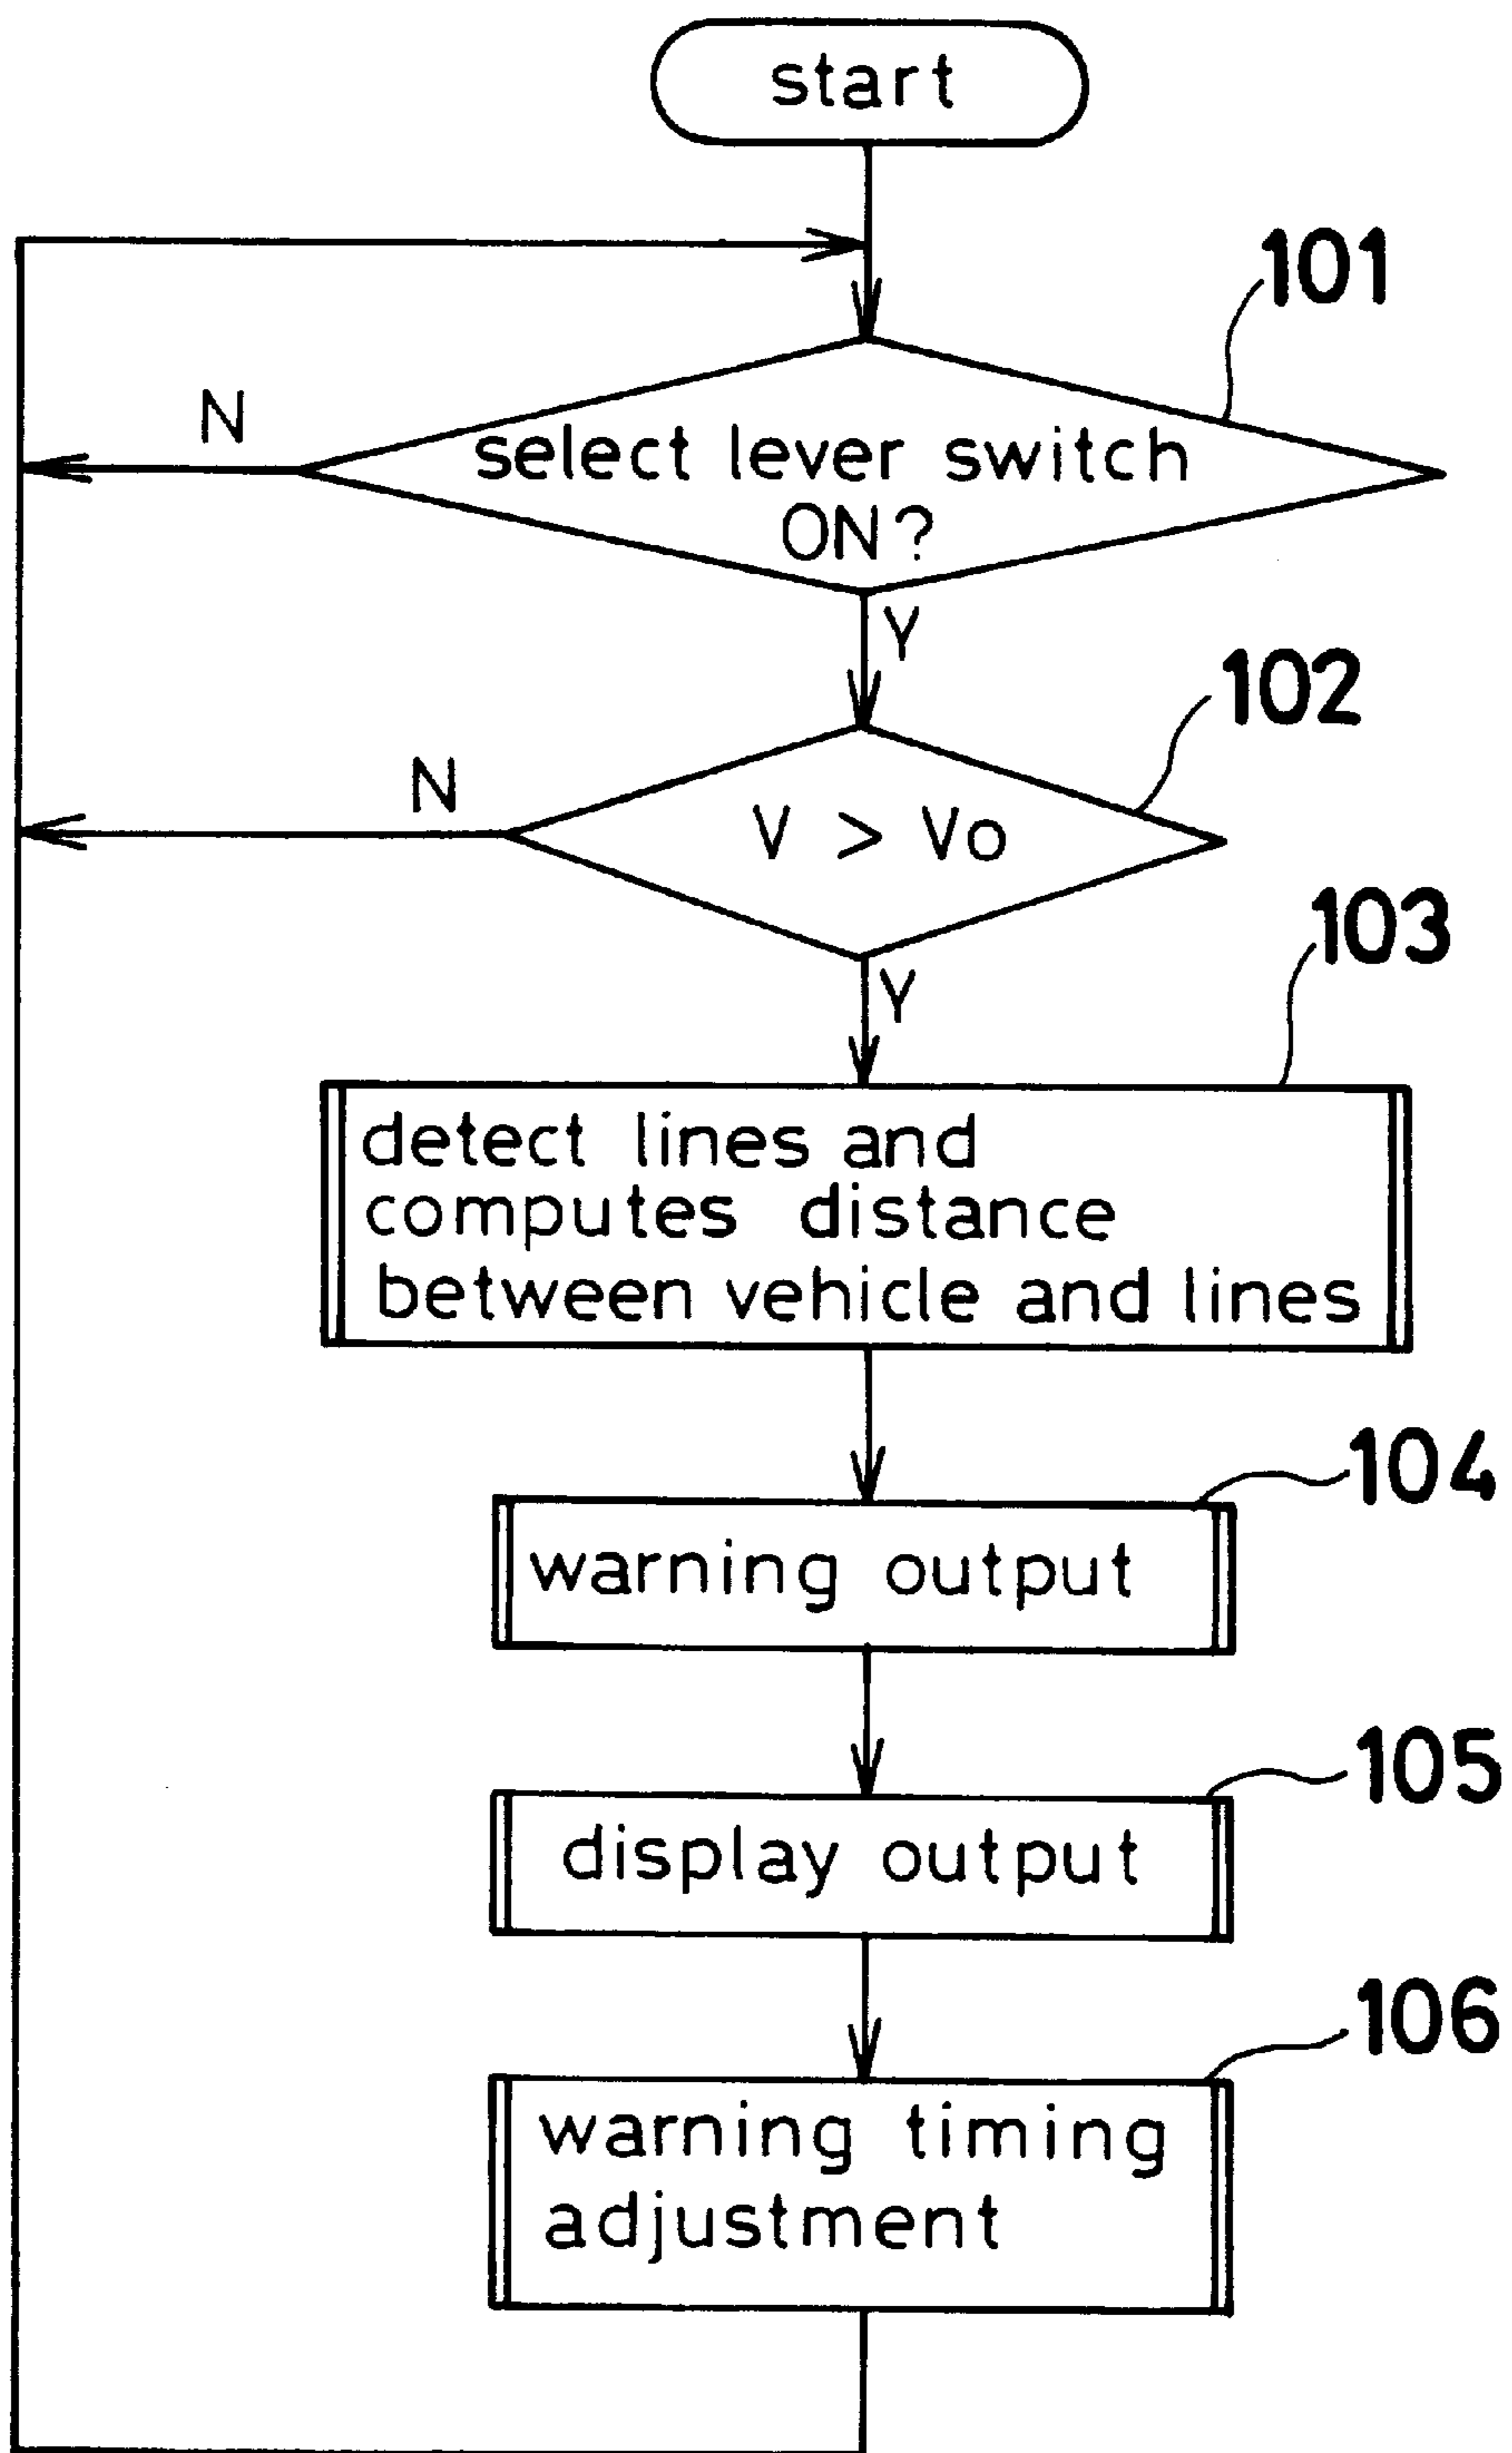 start
101
N
select lever switch
ON?
Y
102
N
V > Vo
Y
103
detect lines and
computes distance
between vehicle and lines
104
warning output
105
display output
106
warning timing
adjustment